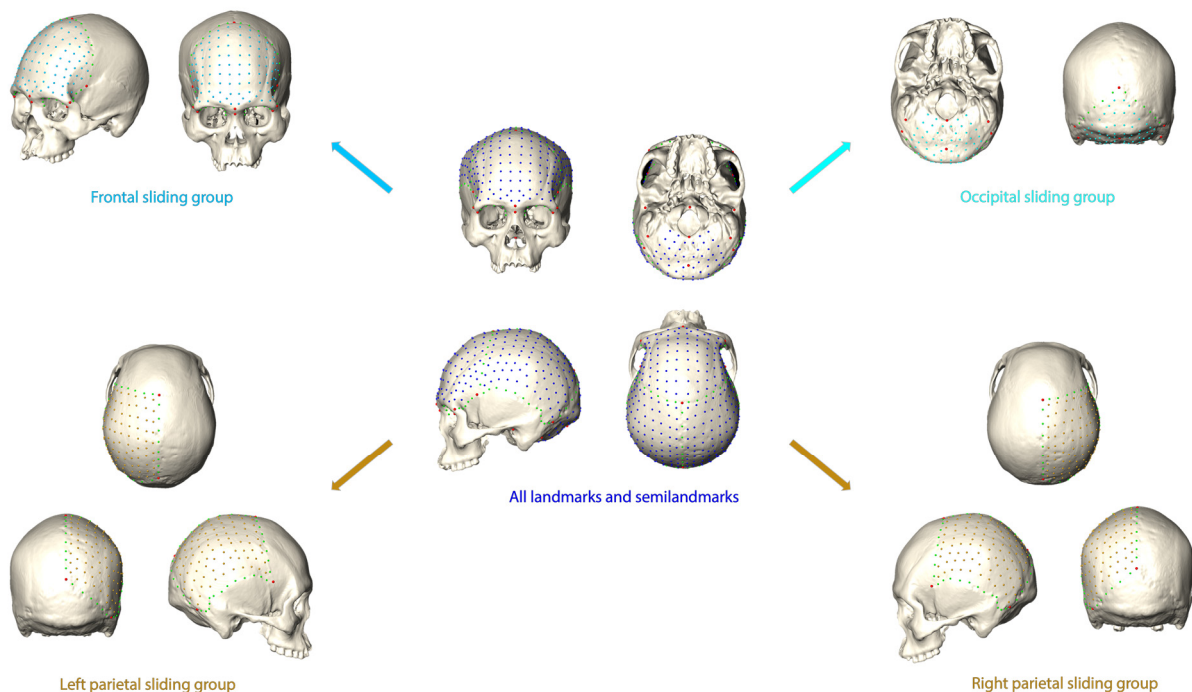 Frontal sliding group
Occipital sliding group
All landmarks and semilandmarks
Left parietal sliding group
Right parietal sliding group